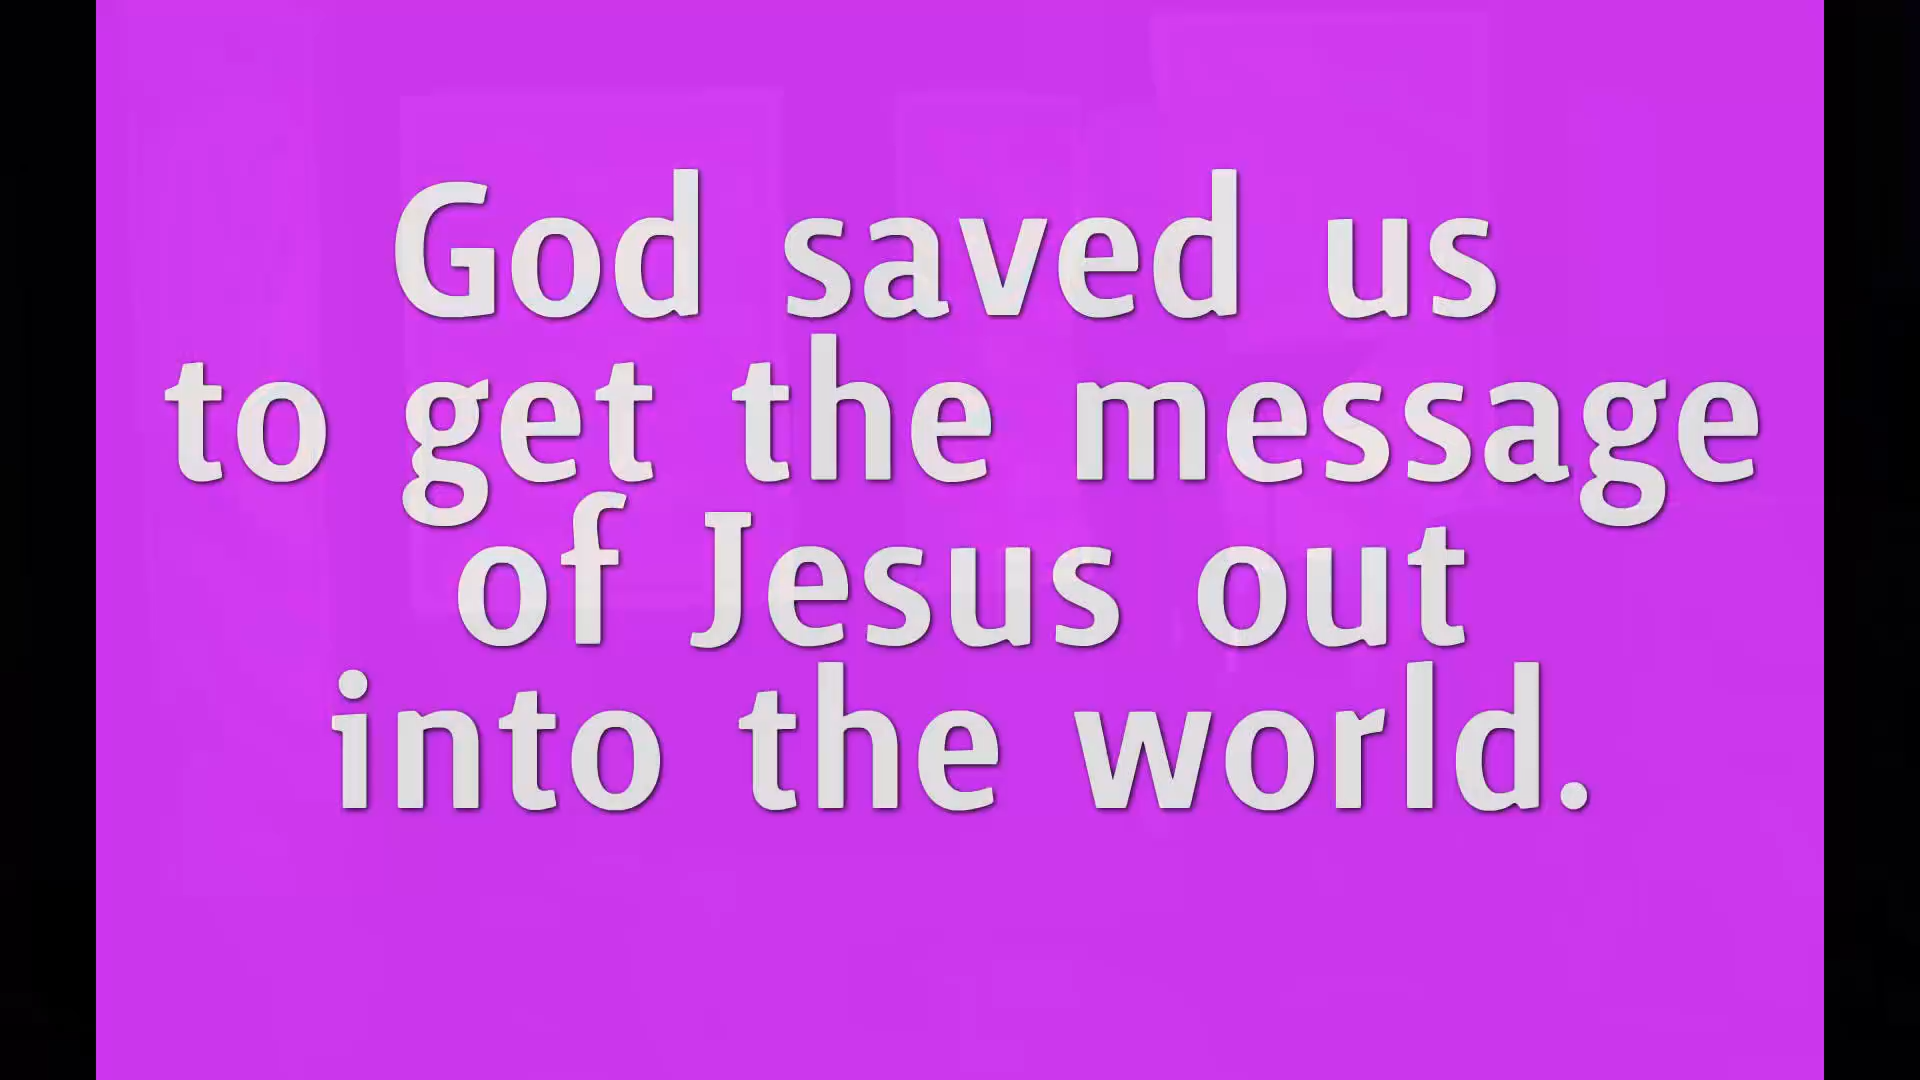 God saved us
to get the message
of Jesus out
into the world.